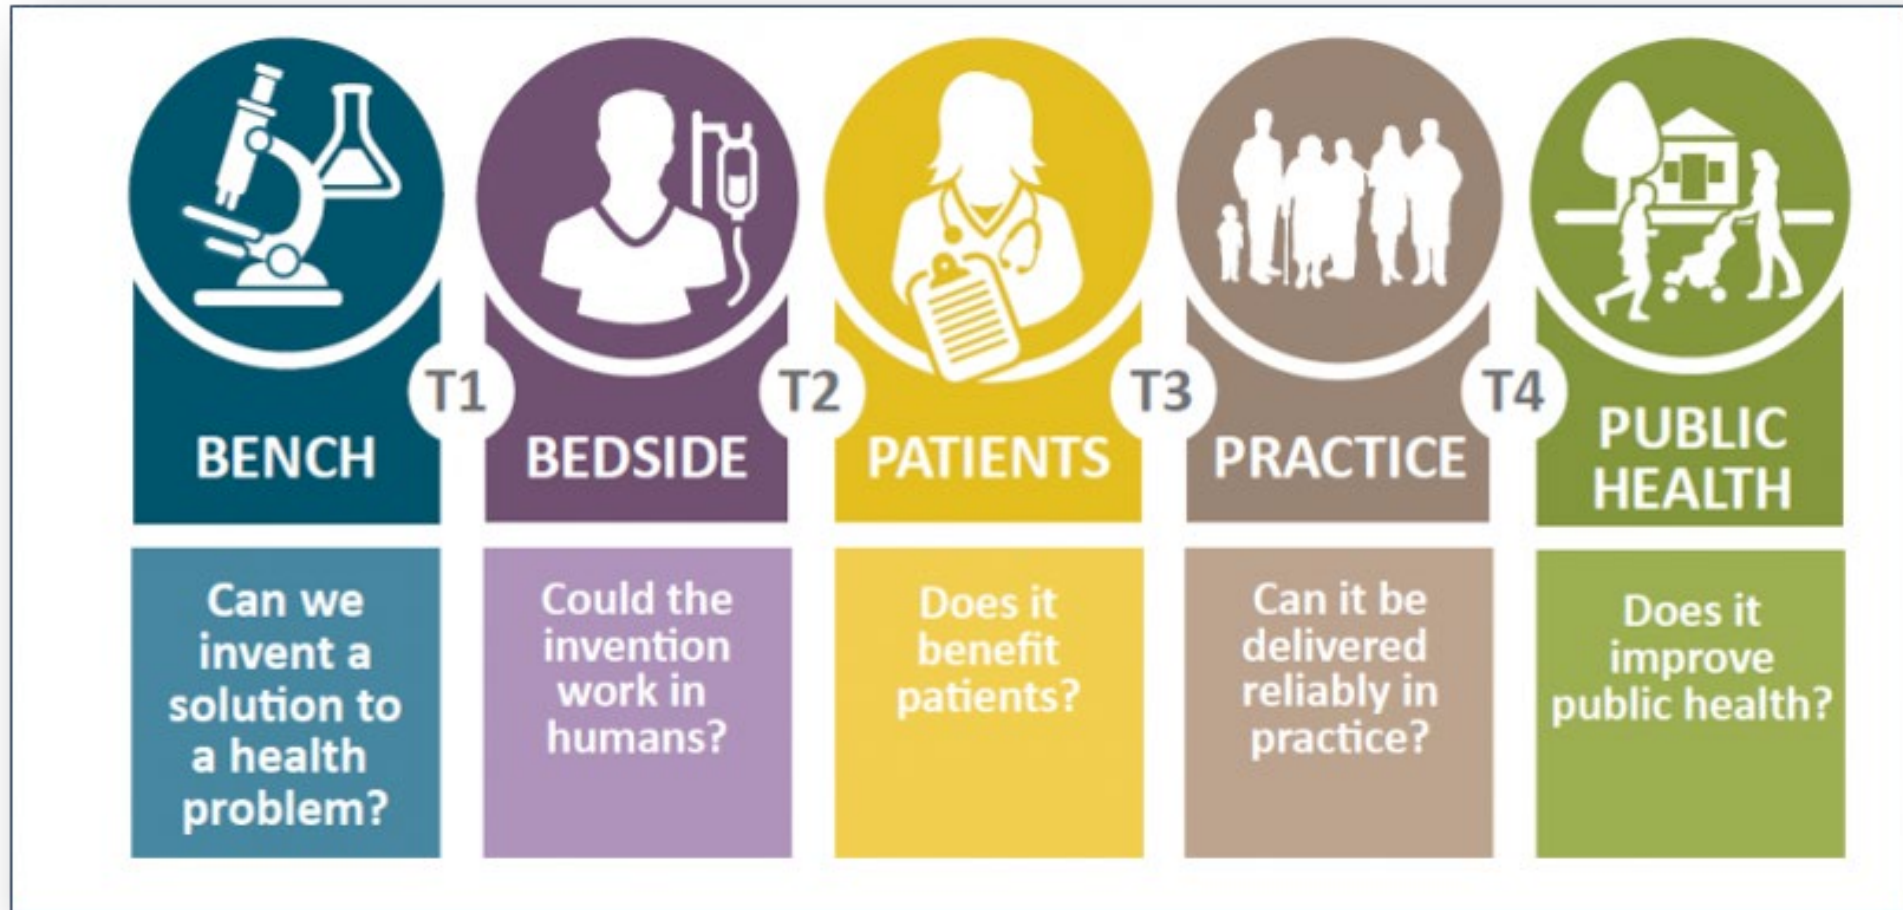 BENCH
T1
BEDSIDE
T2
PATIENTS
T3
PRACTICE
T4
PUBLIC
HEALTH
Can we
invent a
solution to
a health
problem?
Could the
invention
work in
humans?
Does it
benefit
patients?
Can it be
delivered
reliably in
practice?
Does it
improve
public health?